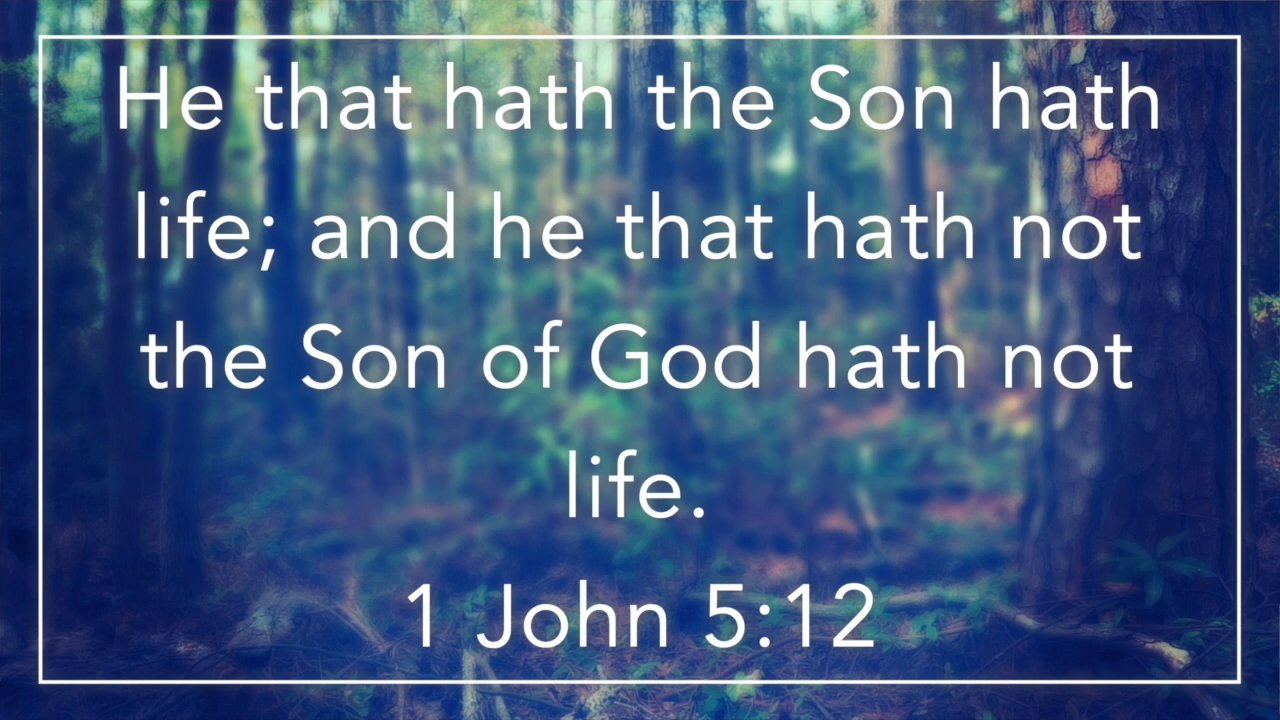 He that hath the Son hath
life; and he that hath not
the Son of God hath not
life.
1 John 5:12